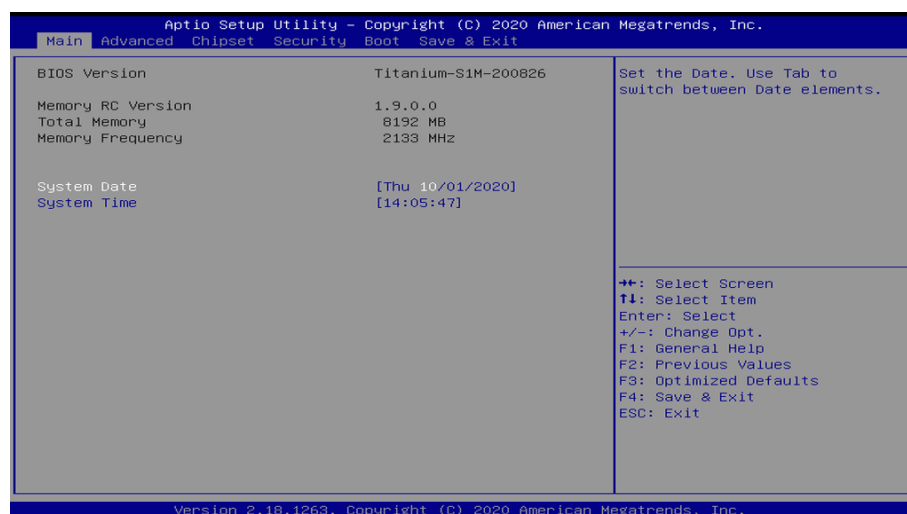 Aptio Setup Utility – Copyright (C) 2020 American Megatrends, Inc.
Main Advanced Chipset Security Boot Save & Exit
BIOS Version Titanium-S1M-200826
Memory RC Version 1.9.0.0
Total Memory 8192 MB
Memory Frequency 2133 MHz
System Date [Thu 10/01/2020]
System Time [14:05:47]
Set the Date. Use Tab to
switch between Date elements.
→←: Select Screen
↑↓: Select Item
Enter: Select
+/-: Change Opt.
F1: General Help
F2: Previous Values
F3: Optimized Defaults
F4: Save & Exit
ESC: Exit
Version 2.18.1263. Copyright (C) 2020 American Megatrends, Inc.